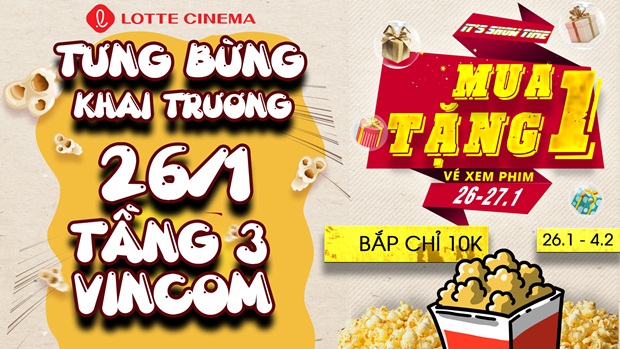 LOTTE CINEMA
TƯNG BỪNG
KHAI TRƯƠNG
26/1
TẦNG 3
VINCOM
IT'S SHOW TIME
MUA 1
TẶNG 1
VÉ XEM PHIM
26-27.1
BẮP CHỈ 10K
26.1 - 4.2